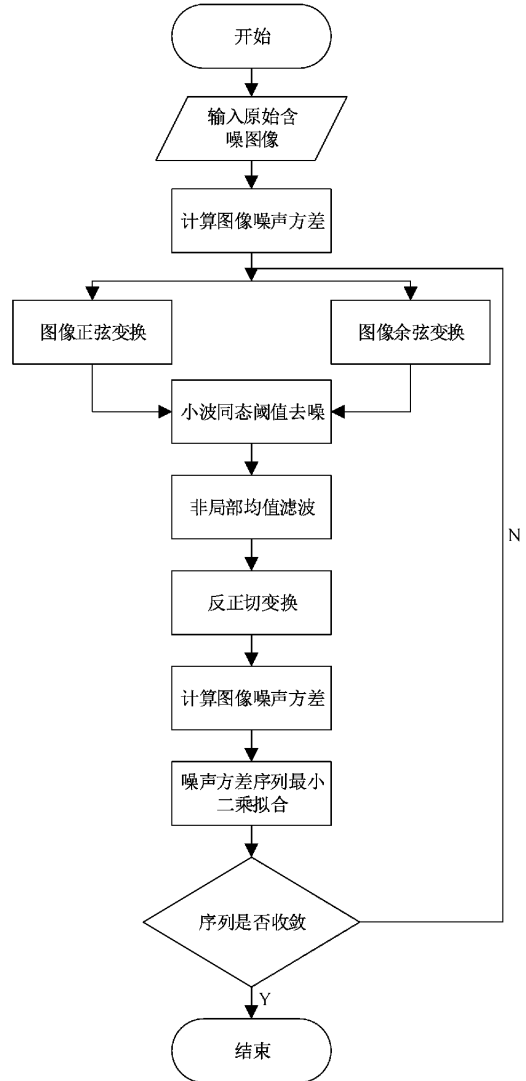 开始
输入原始含
噪图像
计算图像噪声方差
图像正弦变换
图像余弦变换
小波同态阈值去噪
非局部均值滤波
反正切变换
计算图像噪声方差
噪声方差序列最小
二乘拟合
序列是否收敛
N
Y
结束